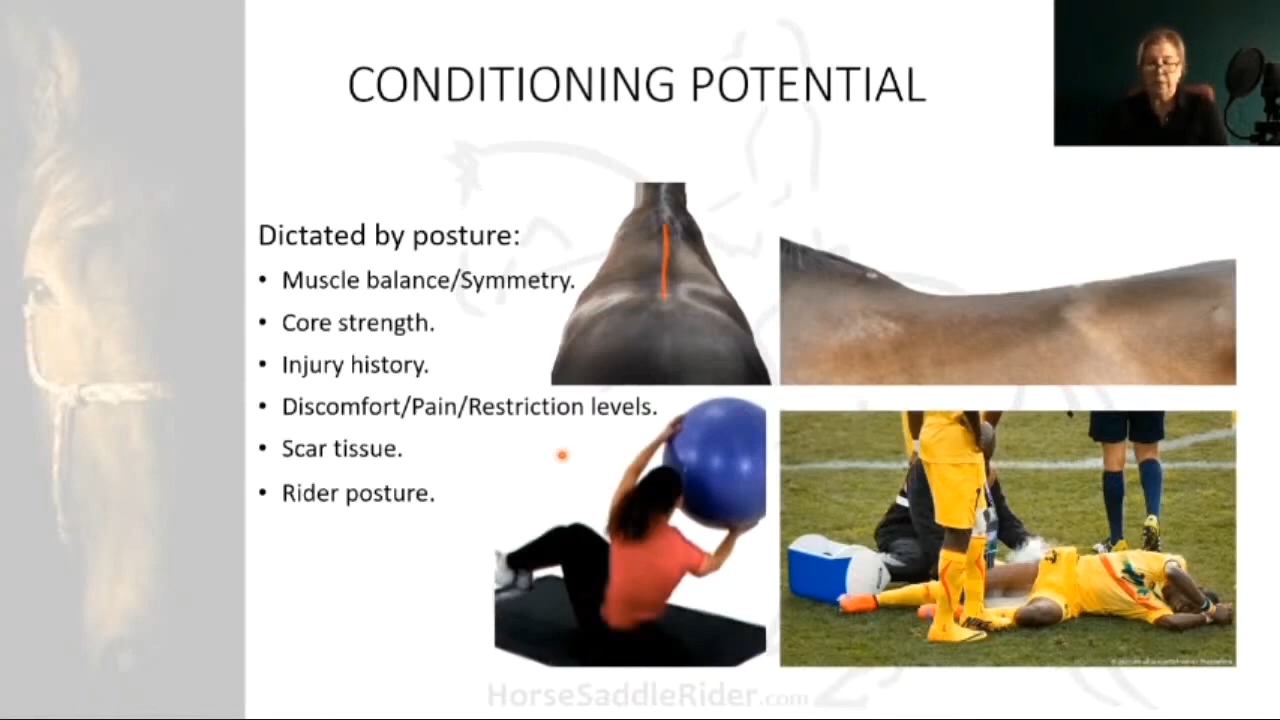 CONDITIONING POTENTIAL
Dictated by posture:
• Muscle balance/Symmetry.
• Core strength.
• Injury history.
• Discomfort/Pain/Restriction levels.
• Scar tissue.
• Rider posture.
HorseSaddleRider.com